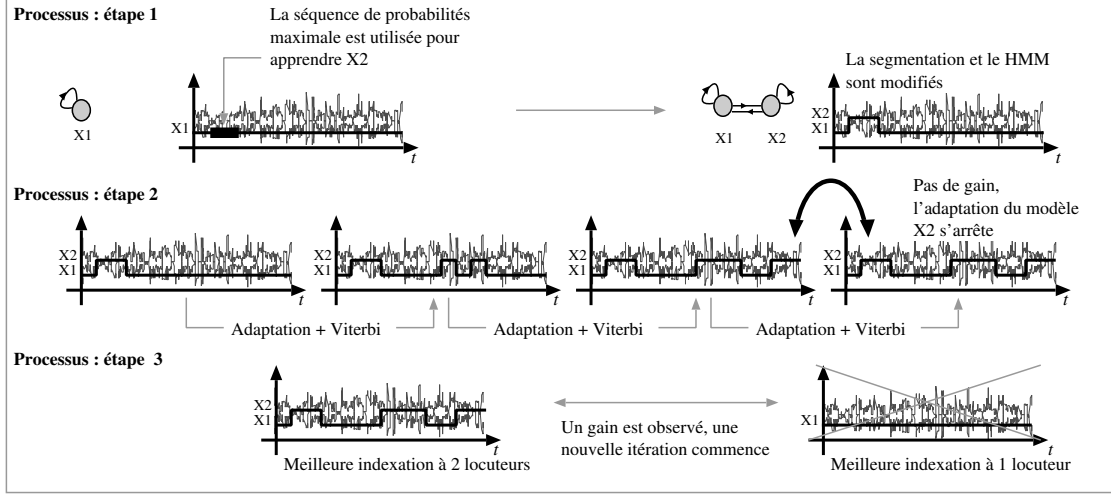 Processus : étape 1
La séquence de probabilités
maximale est utilisée pour
apprendre X2
X1
X1
t
X1 X2
La segmentation et le HMM
sont modifiés
X2
X1
t
Processus : étape 2
Pas de gain,
l'adaptation du modèle
X2 s'arrête
X2
X1
t
X2
X1
t
X2
X1
t
X2
X1
t
Adaptation + Viterbi
Adaptation + Viterbi
Adaptation + Viterbi
Processus : étape 3
X2
X1
t
Meilleure indexation à 2 locuteurs
Un gain est observé, une
nouvelle itération commence
X1
t
Meilleure indexation à 1 locuteur